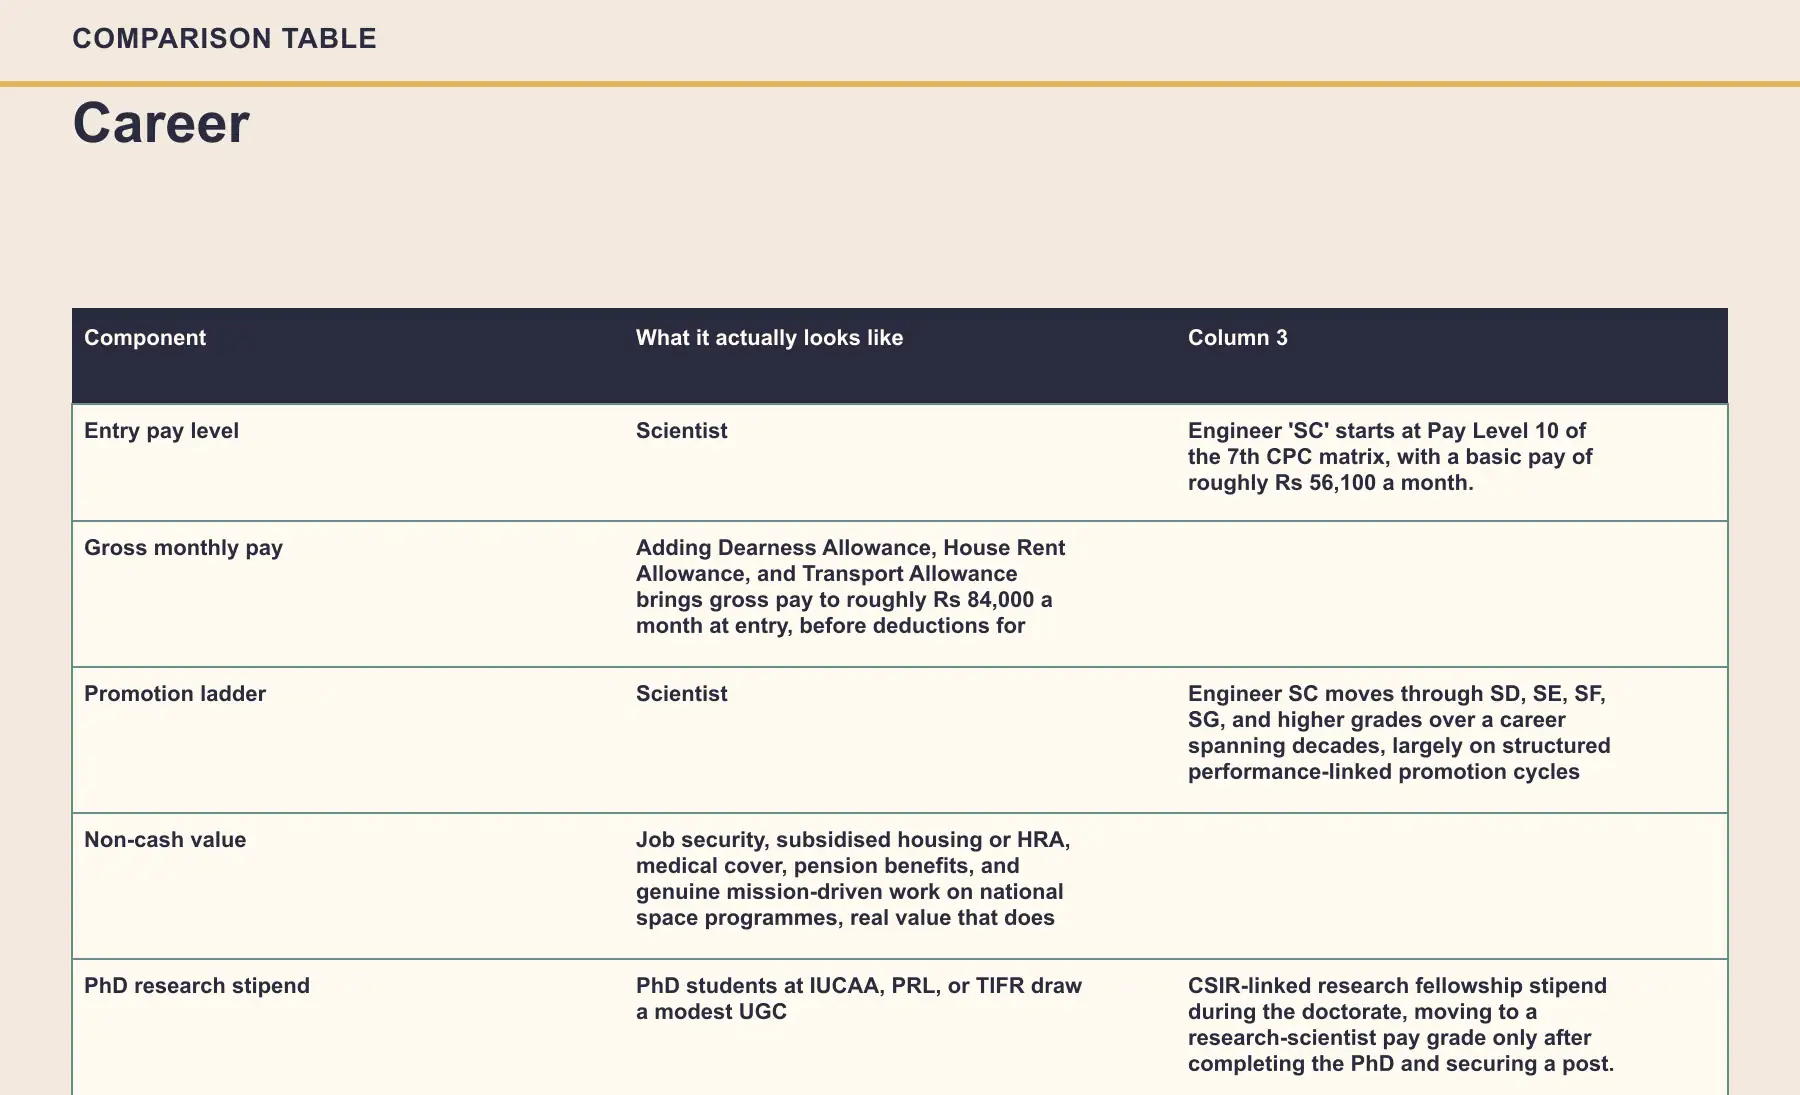 COMPARISON TABLE
Career
Component
What it actually looks like
Column 3
Entry pay level
Scientist
Engineer 'SC' starts at Pay Level 10 of
the 7th CPC matrix, with a basic pay of
roughly Rs 56,100 a month.
Gross monthly pay
Adding Dearness Allowance, House Rent
Allowance, and Transport Allowance
brings gross pay to roughly Rs 84,000 a
month at entry, before deductions for
Promotion ladder
Scientist
Engineer SC moves through SD, SE, SF,
SG, and higher grades over a career
spanning decades, largely on structured
performance-linked promotion cycles
Non-cash value
Job security, subsidised housing or HRA,
medical cover, pension benefits, and
genuine mission-driven work on national
space programmes, real value that does
PhD research stipend
PhD students at IUCAA, PRL, or TIFR draw
a modest UGC
CSIR-linked research fellowship stipend
during the doctorate, moving to a
research-scientist pay grade only after
completing the PhD and securing a post.